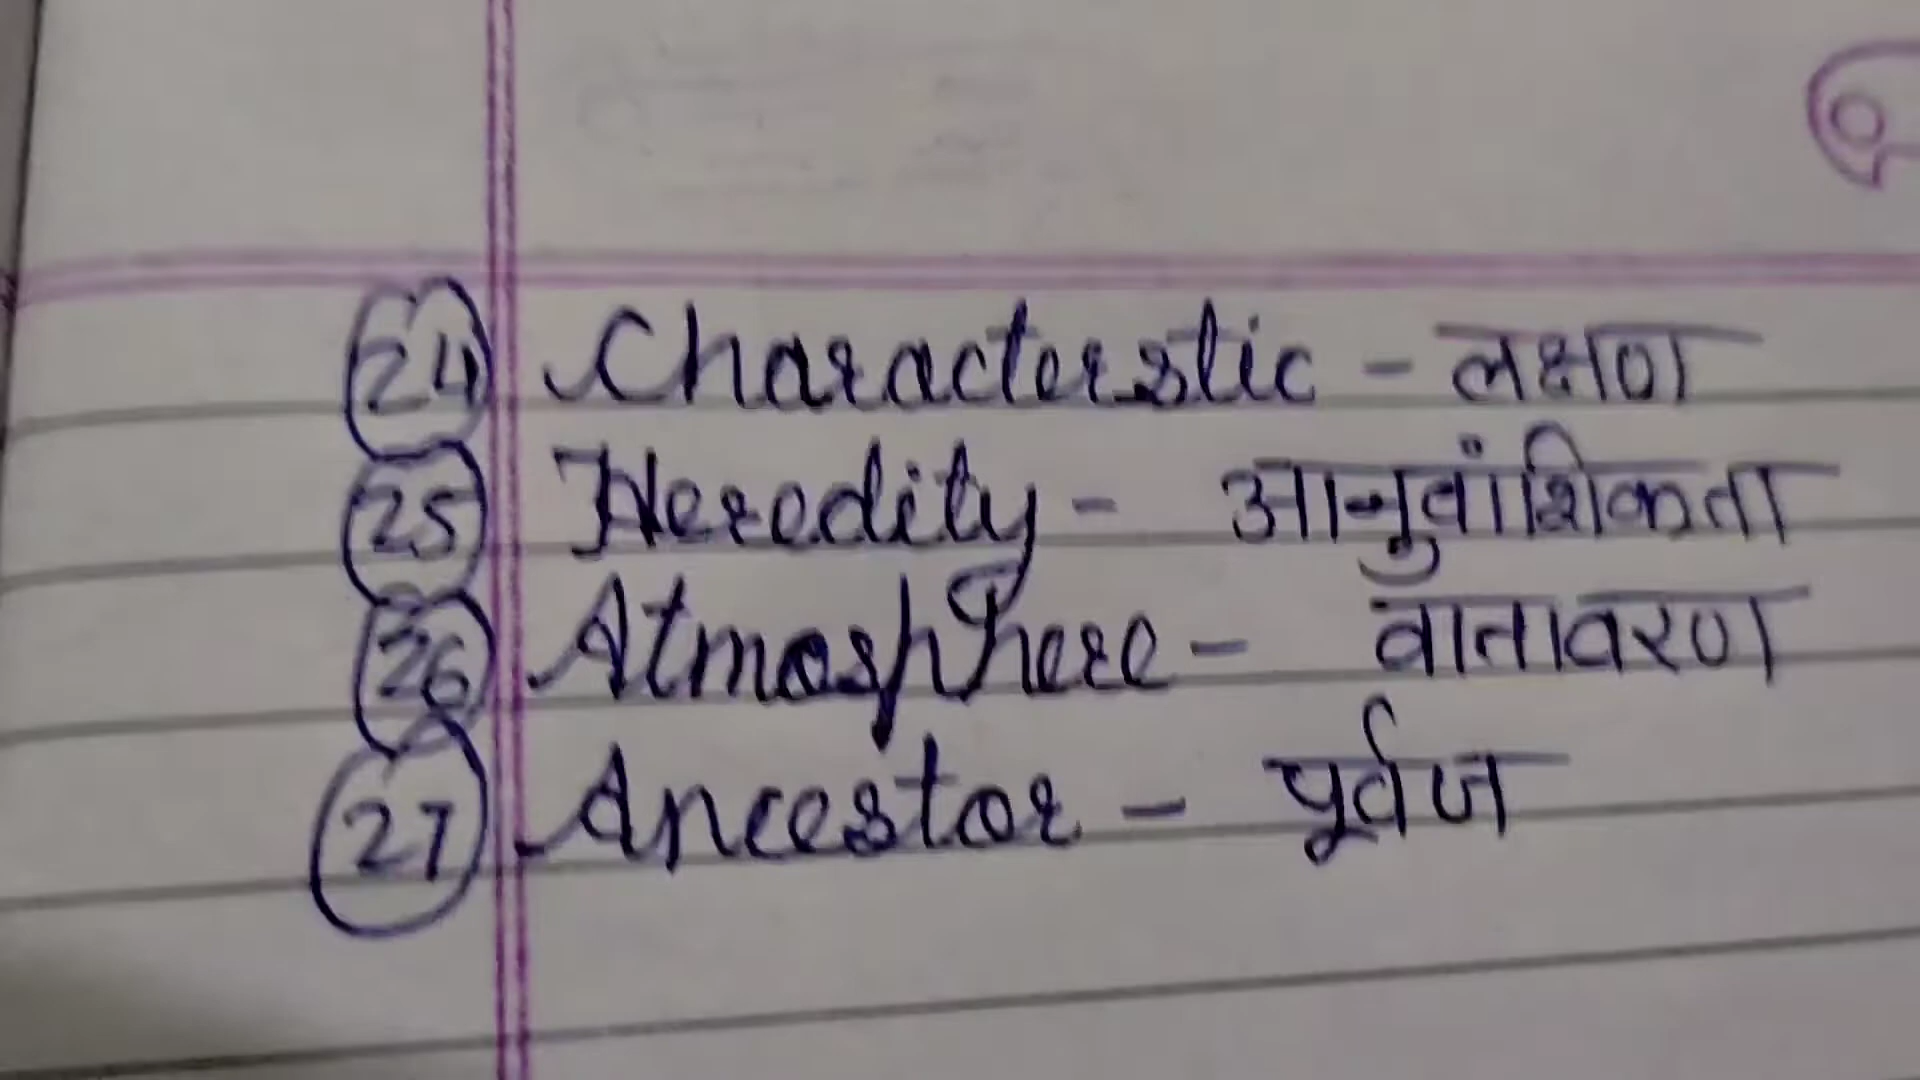 24 Characterstic - लक्षण
25 Heredity - आनुवांशिकता
26 Atmosphere - वातावरण
27 Ancestor - पूर्वज